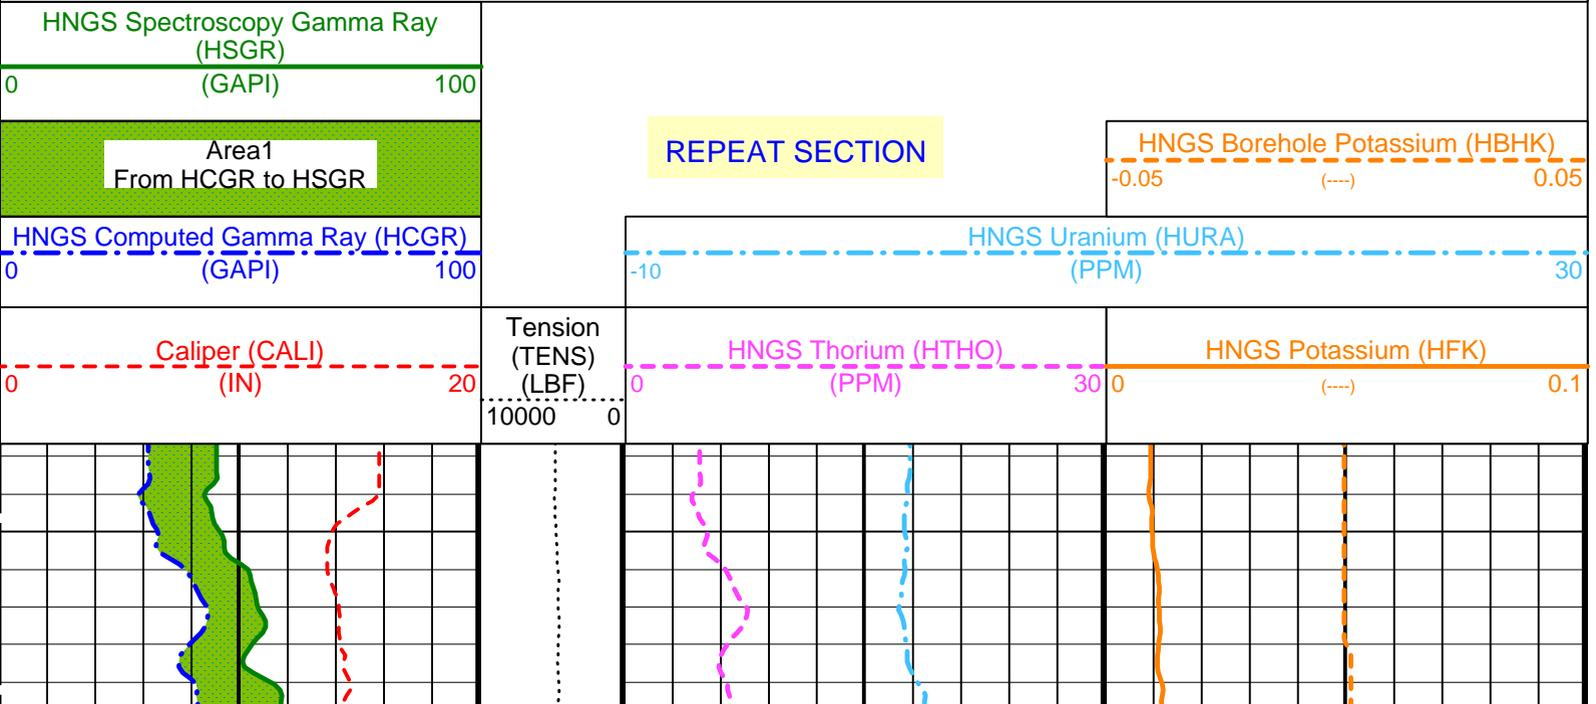 HNGS Spectroscopy Gamma Ray
(HSGR)
0 (GAPI) 100
Area1
From HCGR to HSGR
REPEAT SECTION
HNGS Borehole Potassium (HBHK)
-0.05 (----) 0.05
HNGS Computed Gamma Ray (HCGR)
0 (GAPI) 100
HNGS Uranium (HURA)
-10 (PPM) 30
Caliper (CALI)
0 (IN) 20
Tension
(TENS)
(LBF)
10000 0
HNGS Thorium (HTHO)
0 (PPM) 30
HNGS Potassium (HFK)
0 (----) 0.1